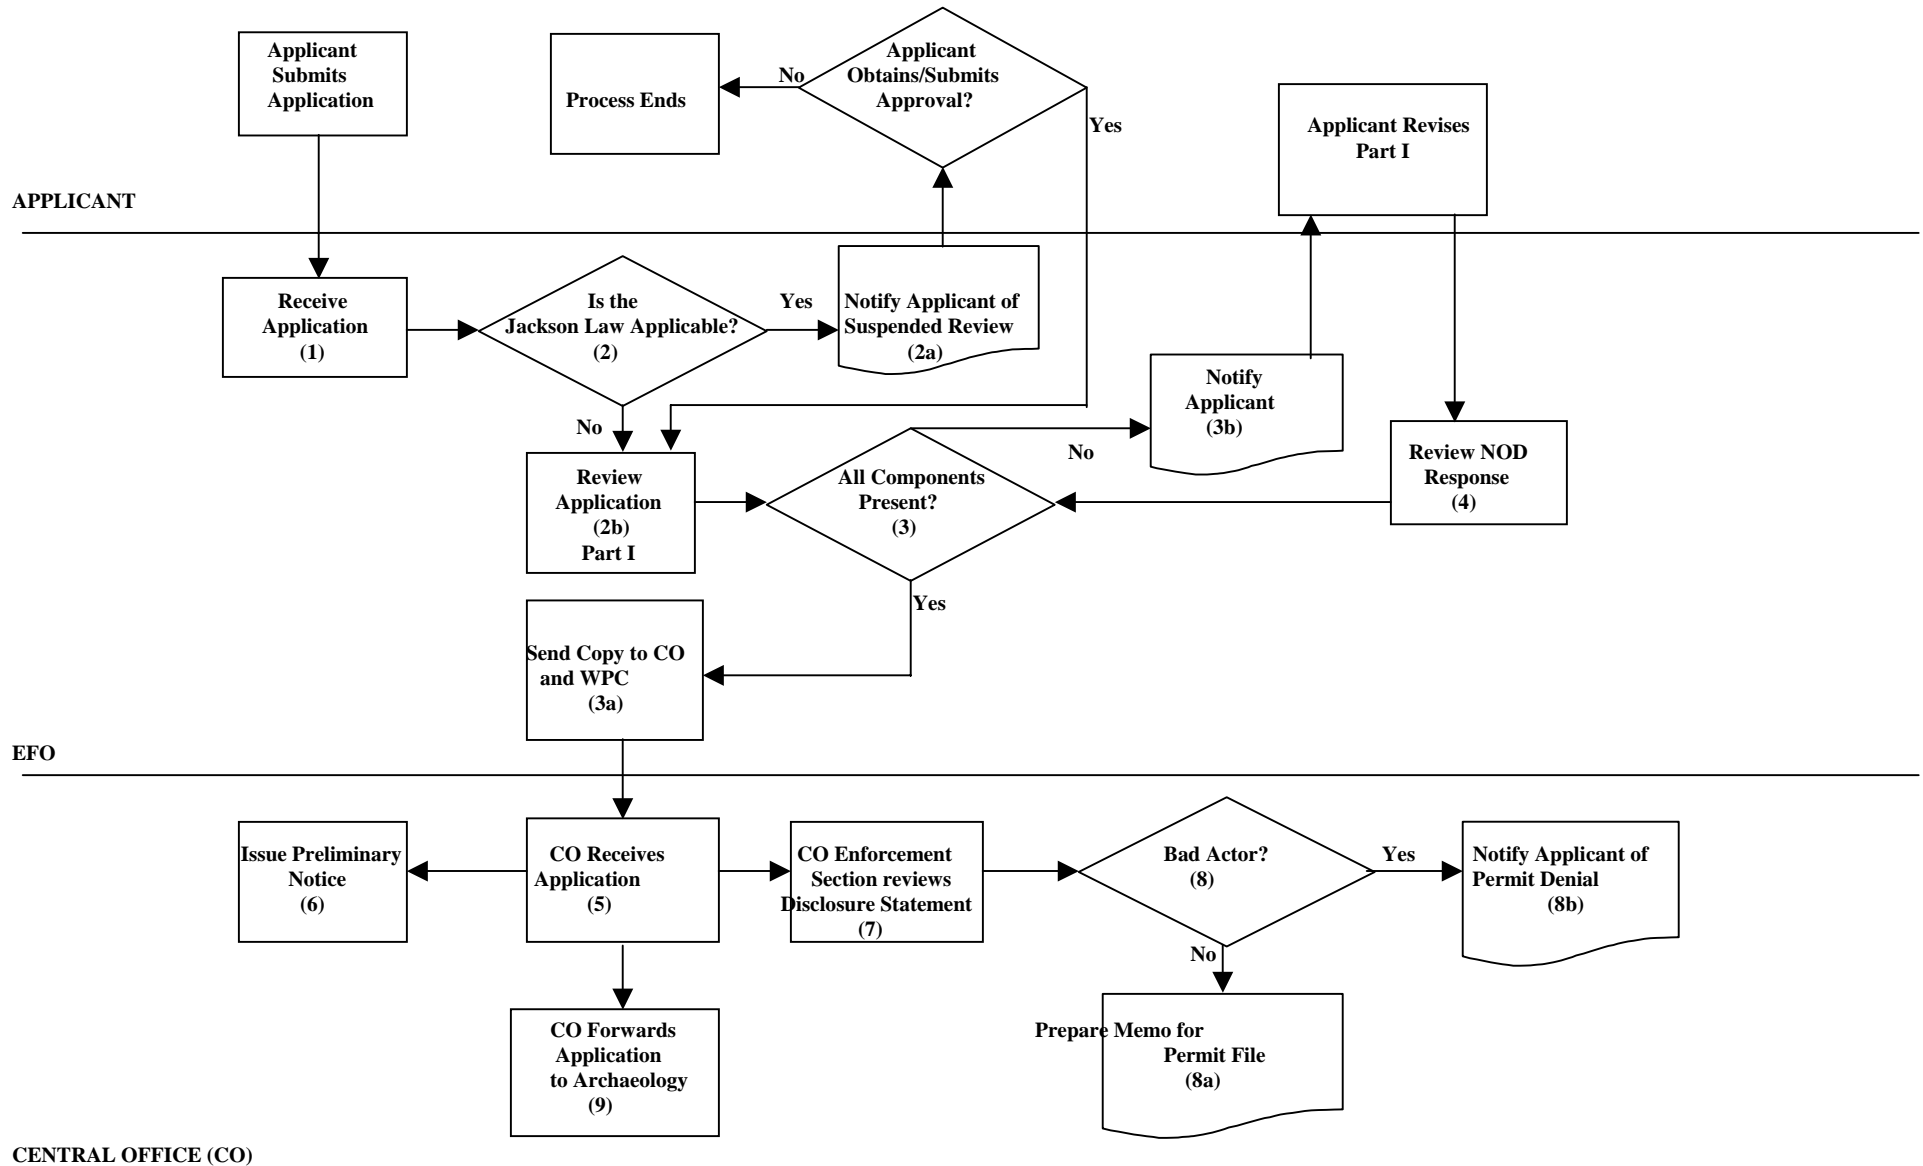 Applicant
Submits
Application
Process Ends
No
Applicant
Obtains/Submits
Approval?
Yes
Applicant Revises
Part I
APPLICANT
Receive
Application
(1)
Is the
Jackson Law Applicable?
(2)
Yes
Notify Applicant of
Suspended Review
(2a)
No
Notify
Applicant
(3b)
Review
Application
(2b)
Part I
All Components
Present?
(3)
No
Review NOD
Response
(4)
Yes
Send Copy to CO
and WPC
(3a)
EFO
Issue Preliminary
Notice
(6)
CO Receives
Application
(5)
CO Enforcement
Section reviews
Disclosure Statement
(7)
Bad Actor?
(8)
Yes
Notify Applicant of
Permit Denial
(8b)
No
CO Forwards
Application
to Archaeology
(9)
Prepare Memo for
Permit File
(8a)
CENTRAL OFFICE (CO)